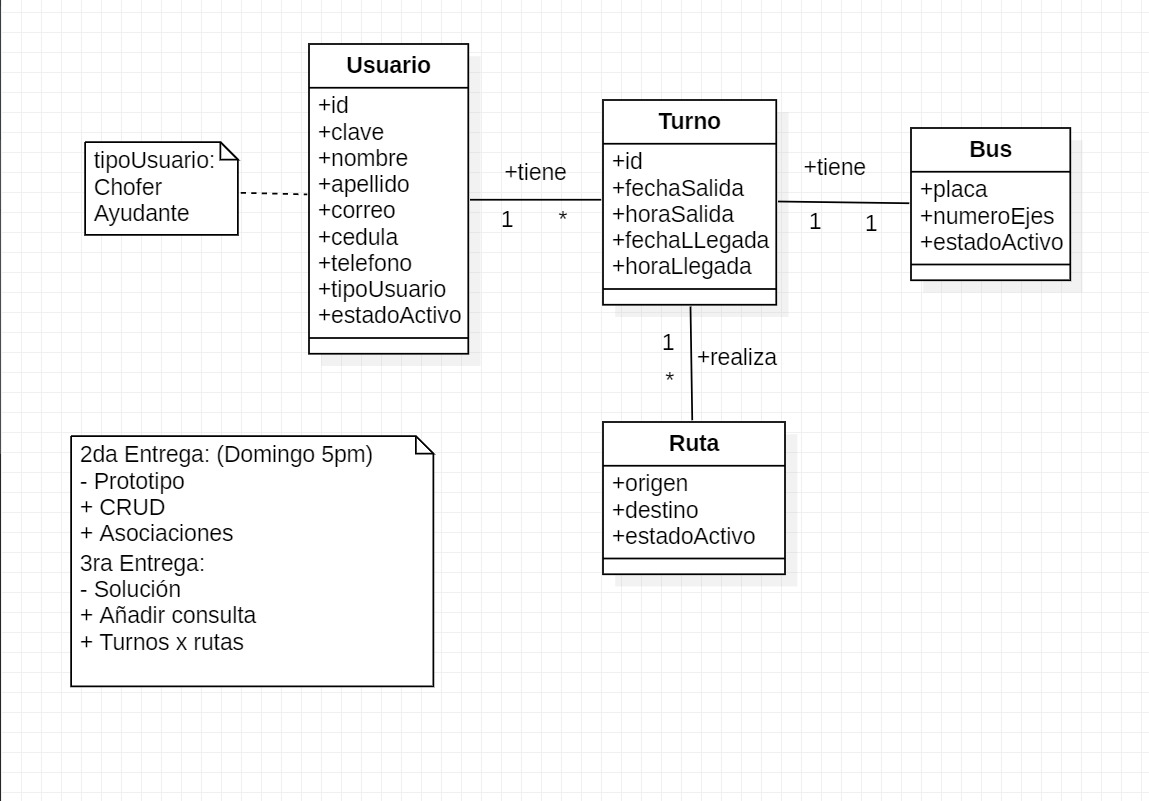 Usuario
+id
+clave
+nombre
+apellido
+correo
+cedula
+telefono
+tipoUsuario
+estadoActivo
tipoUsuario:
Chofer
Ayudante
+tiene
1
*
Turno
+id
+fechaSalida
+horaSalida
+fechaLLegada
+horaLlegada
+tiene
1
1
Bus
+placa
+numeroEjes
+estadoActivo
1
*
+realiza
Ruta
+origen
+destino
+estadoActivo
2da Entrega: (Domingo 5pm)
- Prototipo
+ CRUD
+ Asociaciones
3ra Entrega:
- Solución
+ Añadir consulta
+ Turnos x rutas